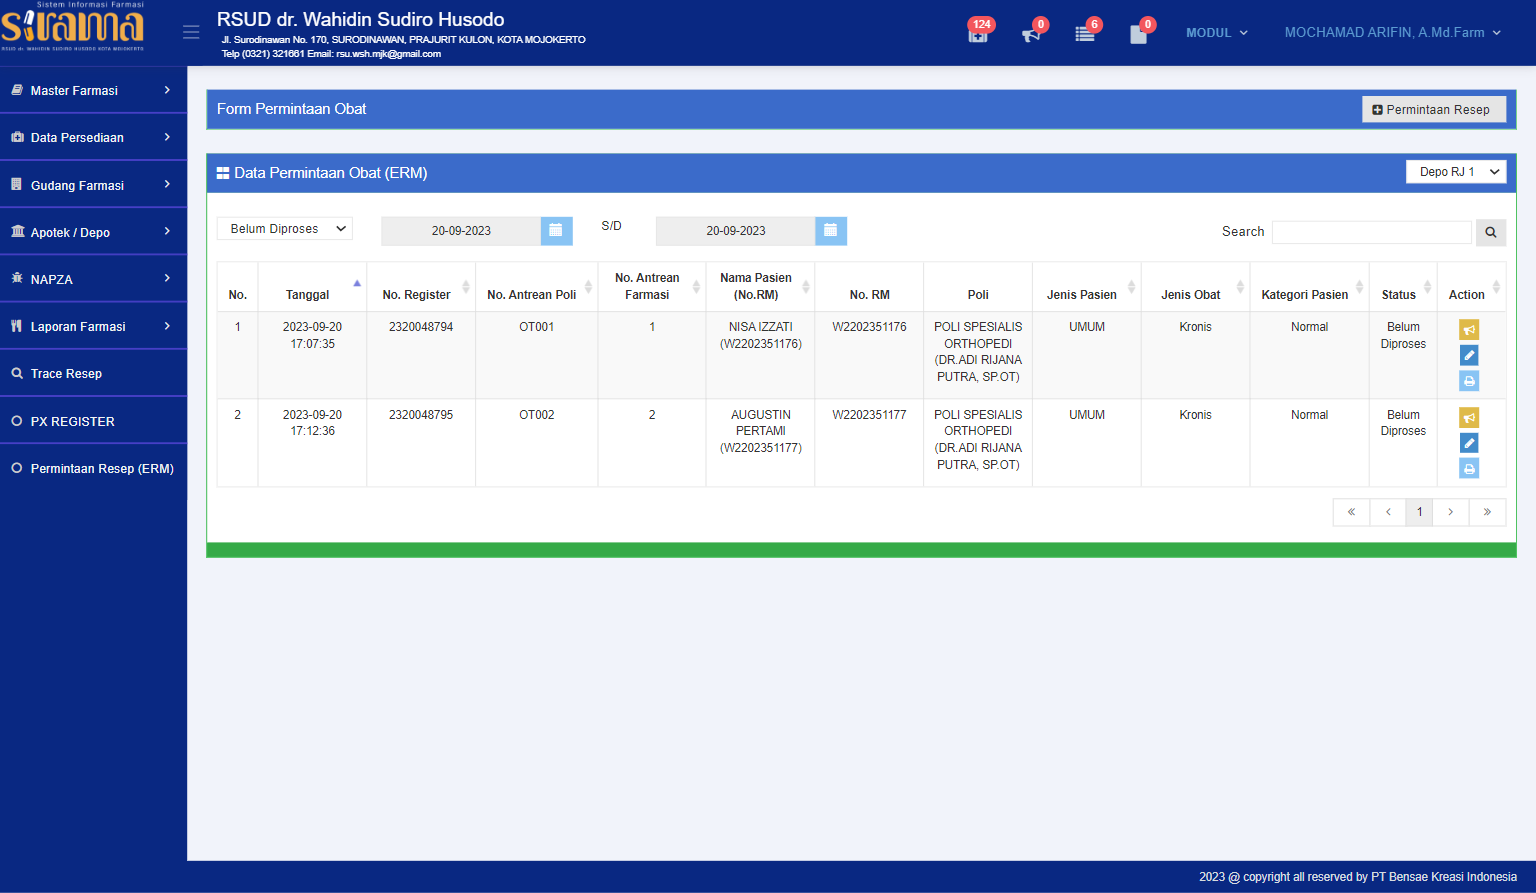 Sistem Informasi Farmasi
sirama
RSUD dr. WAHIDIN SUDIRO HUSODO KOTA MOJOKERTO
RSUD dr. Wahidin Sudiro Husodo
Jl. Surodinawan No. 170, SURODINAWAN, PRAJURIT KULON, KOTA MOJOKERTO
Telp (0321) 321661 Email: rsu.wsh.mjk@gmail.com
124
0
6
0
MODUL
MOCHAMAD ARIFIN, A.Md.Farm
Master Farmasi
Data Persediaan
Gudang Farmasi
Apotek / Depo
NAPZA
Laporan Farmasi
Trace Resep
PX REGISTER
Permintaan Resep (ERM)
Form Permintaan Obat
Permintaan Resep
Data Permintaan Obat (ERM)
Depo RJ 1
Belum Diproses
20-09-2023
S/D
20-09-2023
Search
No. Tanggal No. Register No. Antrean Poli No. Antrean Farmasi Nama Pasien (No.RM) No. RM Poli Jenis Pasien Jenis Obat Kategori Pasien Status Action
1 2023-09-20 17:07:35 2320048794 OT001 1 NISA IZZATI (W2202351176) W2202351176 POLI SPESIALIS ORTHOPEDI (DR.ADI RIJANA PUTRA, SP.OT) UMUM Kronis Normal Belum Diproses
2 2023-09-20 17:12:36 2320048795 OT002 2 AUGUSTIN PERTAMI (W2202351177) W2202351177 POLI SPESIALIS ORTHOPEDI (DR.ADI RIJANA PUTRA, SP.OT) UMUM Kronis Normal Belum Diproses
« ‹ 1 › »
2023 @ copyright all reserved by PT Bensae Kreasi Indonesia